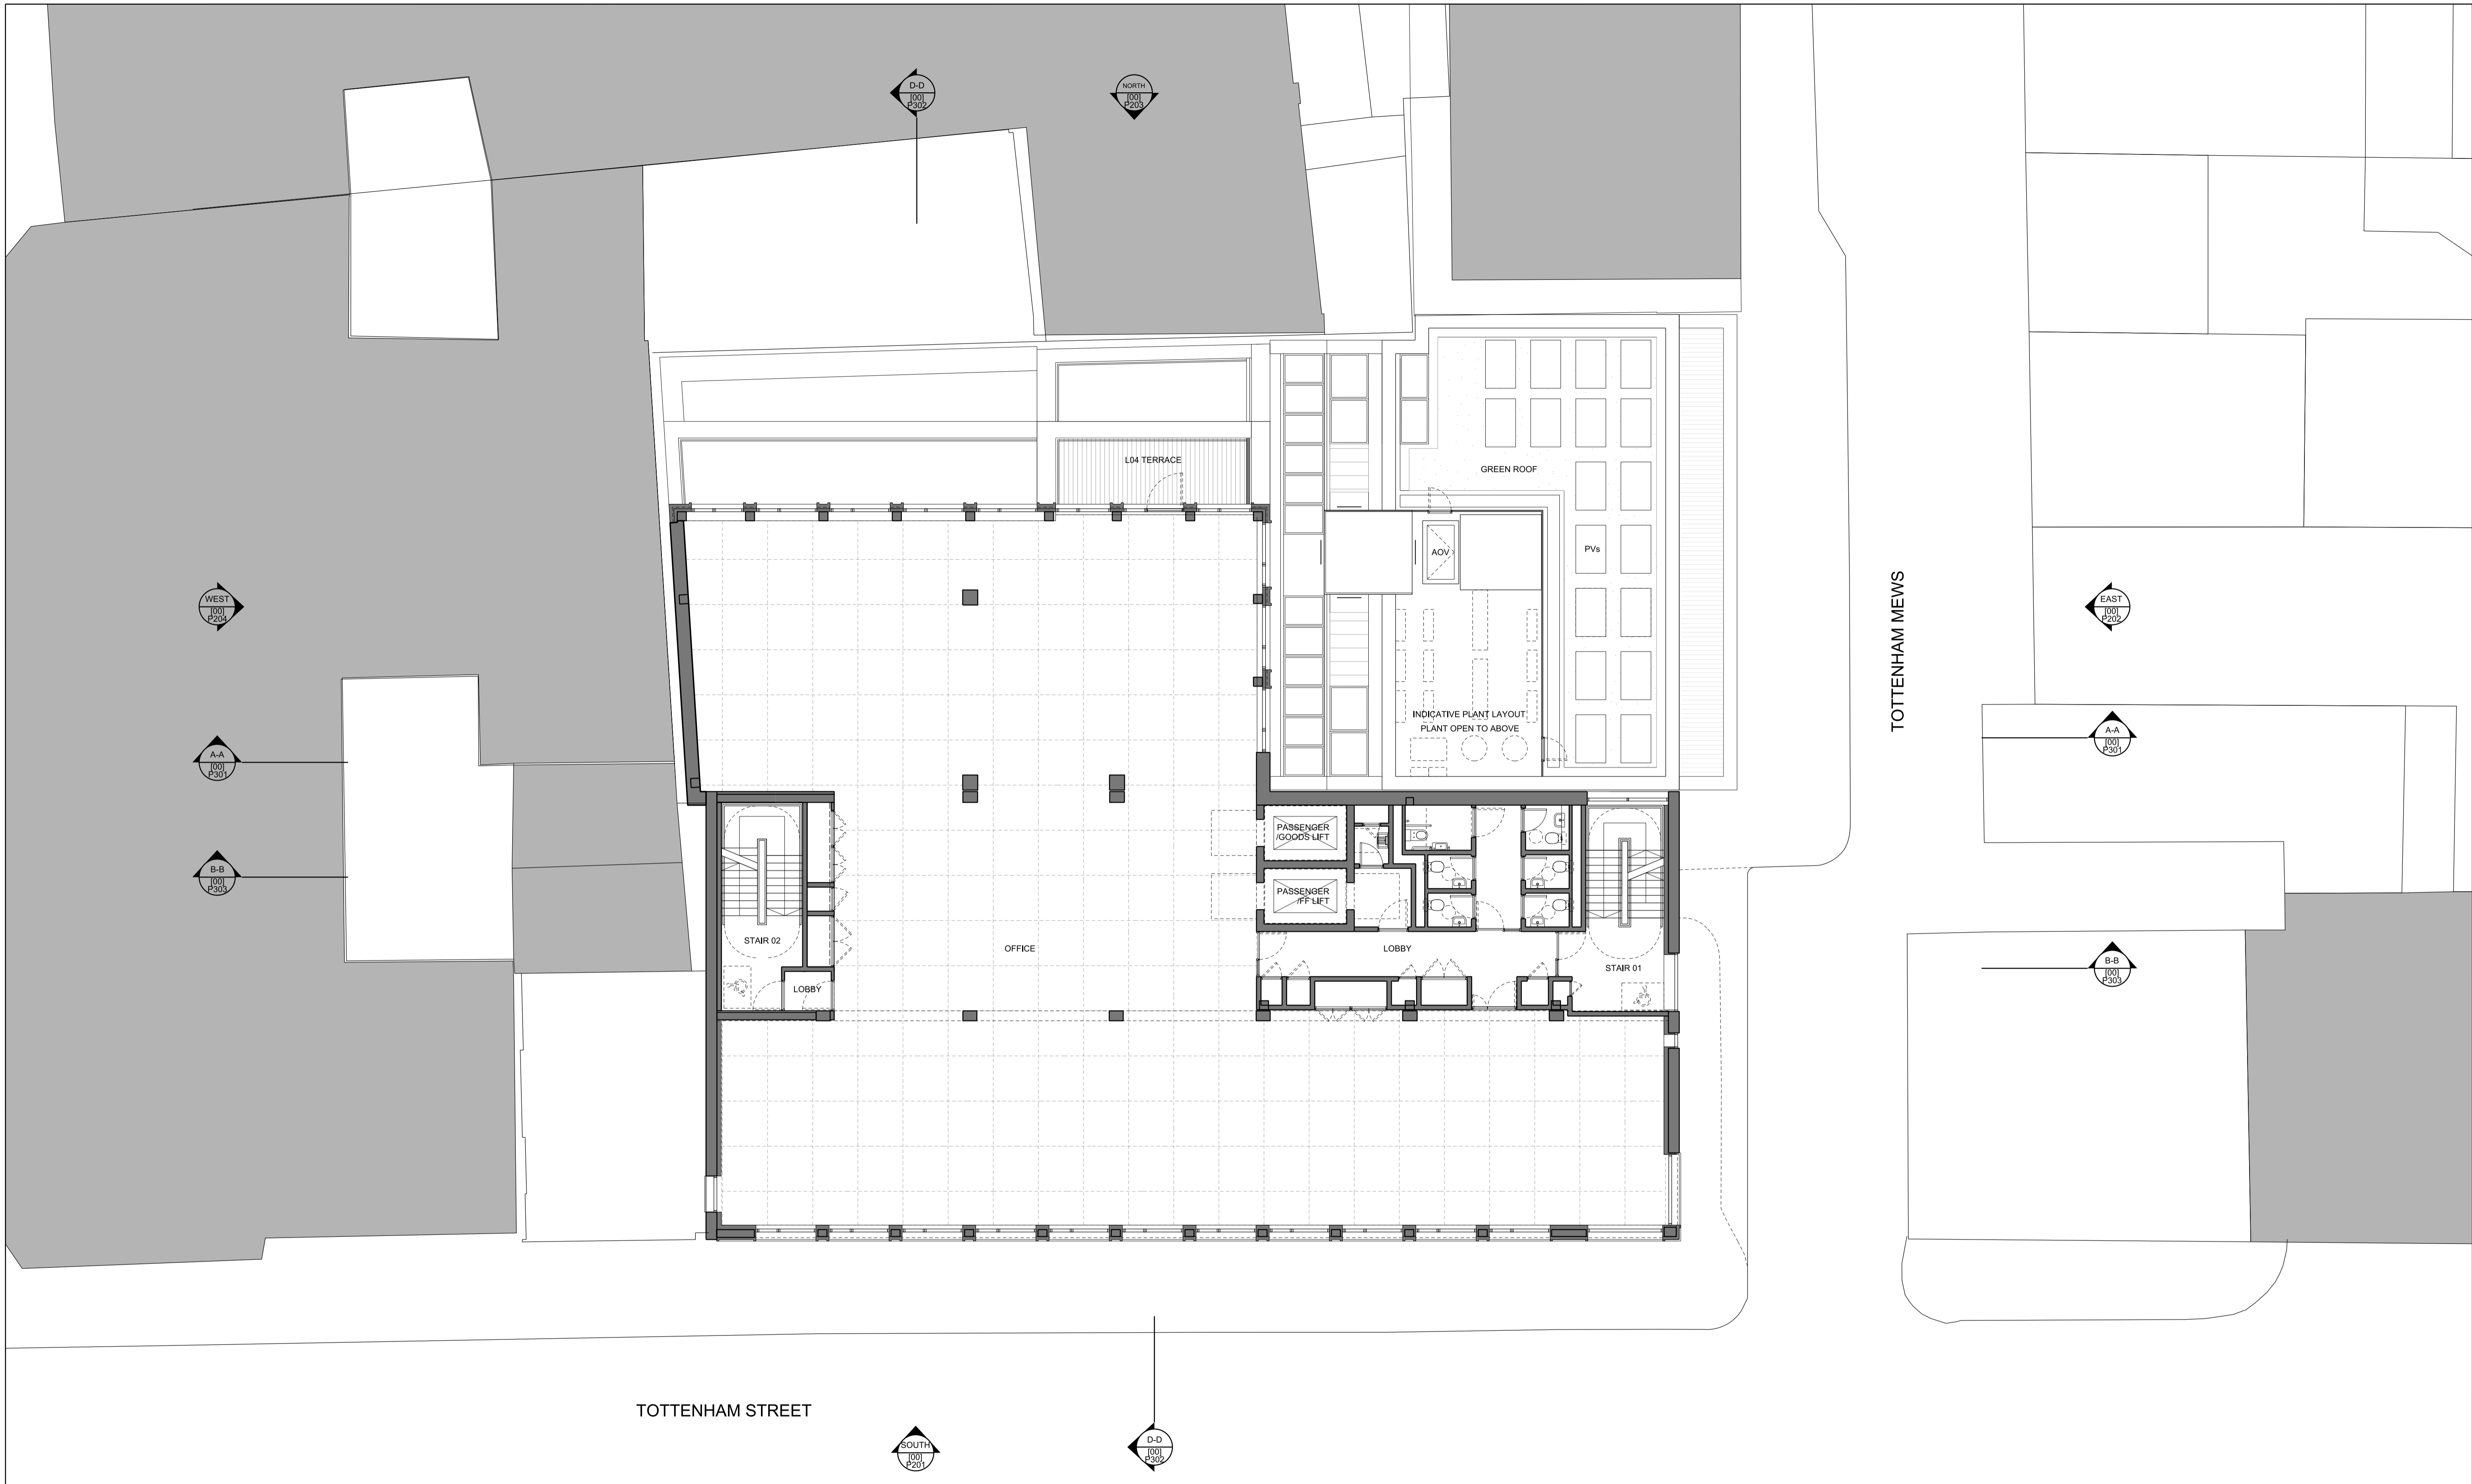 D-D
[00]
P302
NORTH
[00]
P203
L04 TERRACE
GREEN ROOF
AOV
PVs
WEST
[00]
P204
TOTTENHAM MEWS
EAST
[00]
P202
INDICATIVE PLANT LAYOUT
PLANT OPEN TO ABOVE
A-A
[00]
P301
A-A
[00]
P301
PASSENGER
/GOODS LIFT
B-B
[00]
P303
PASSENGER
/FF LIFT
STAIR 02
OFFICE
LOBBY
STAIR 01
B-B
[00]
P303
LOBBY
TOTTENHAM STREET
SOUTH
[00]
P201
D-D
[00]
P302